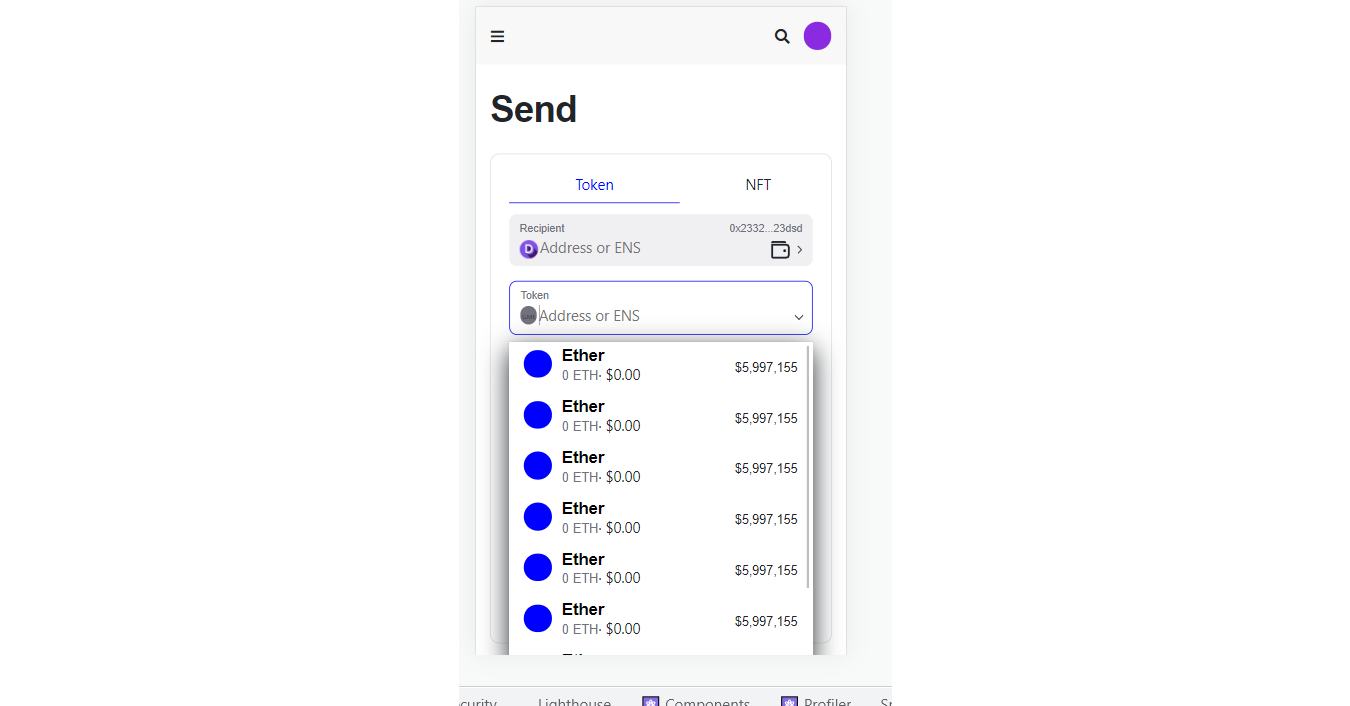 Send
Token NFT
Recipient 0x2332...23dsd
D Address or ENS
Token
Address or ENS
Ether
0 ETH· $0.00 $5,997,155
Ether
0 ETH· $0.00 $5,997,155
Ether
0 ETH· $0.00 $5,997,155
Ether
0 ETH· $0.00 $5,997,155
Ether
0 ETH· $0.00 $5,997,155
Ether
0 ETH· $0.00 $5,997,155
curity Lighthouse Components Profiler